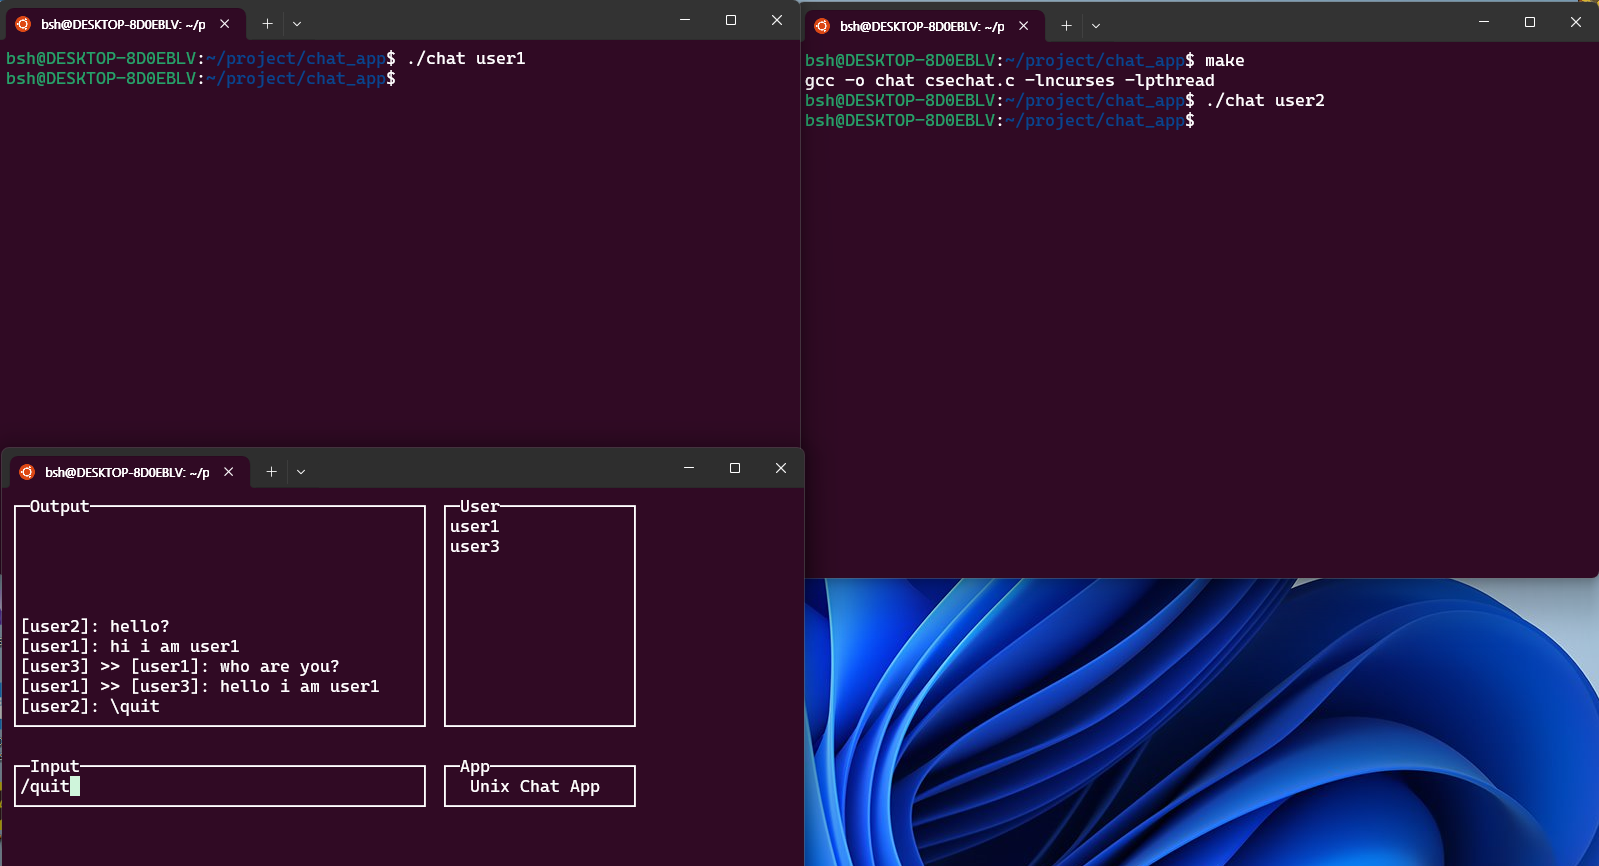 bsh@DESKTOP-8D0EBLV: ~/p
bsh@DESKTOP-8D0EBLV:~/project/chat_app$ ./chat user1
bsh@DESKTOP-8D0EBLV:~/project/chat_app$
bsh@DESKTOP-8D0EBLV: ~/p
bsh@DESKTOP-8D0EBLV:~/project/chat_app$ make
gcc -o chat csechat.c -lncurses -lpthread
bsh@DESKTOP-8D0EBLV:~/project/chat_app$ ./chat user2
bsh@DESKTOP-8D0EBLV:~/project/chat_app$
bsh@DESKTOP-8D0EBLV: ~/p
Output
[user2]: hello?
[user1]: hi i am user1
[user3] >> [user1]: who are you?
[user1] >> [user3]: hello i am user1
[user2]: \quit
User
user1
user3
Input
/quit
App
Unix Chat App